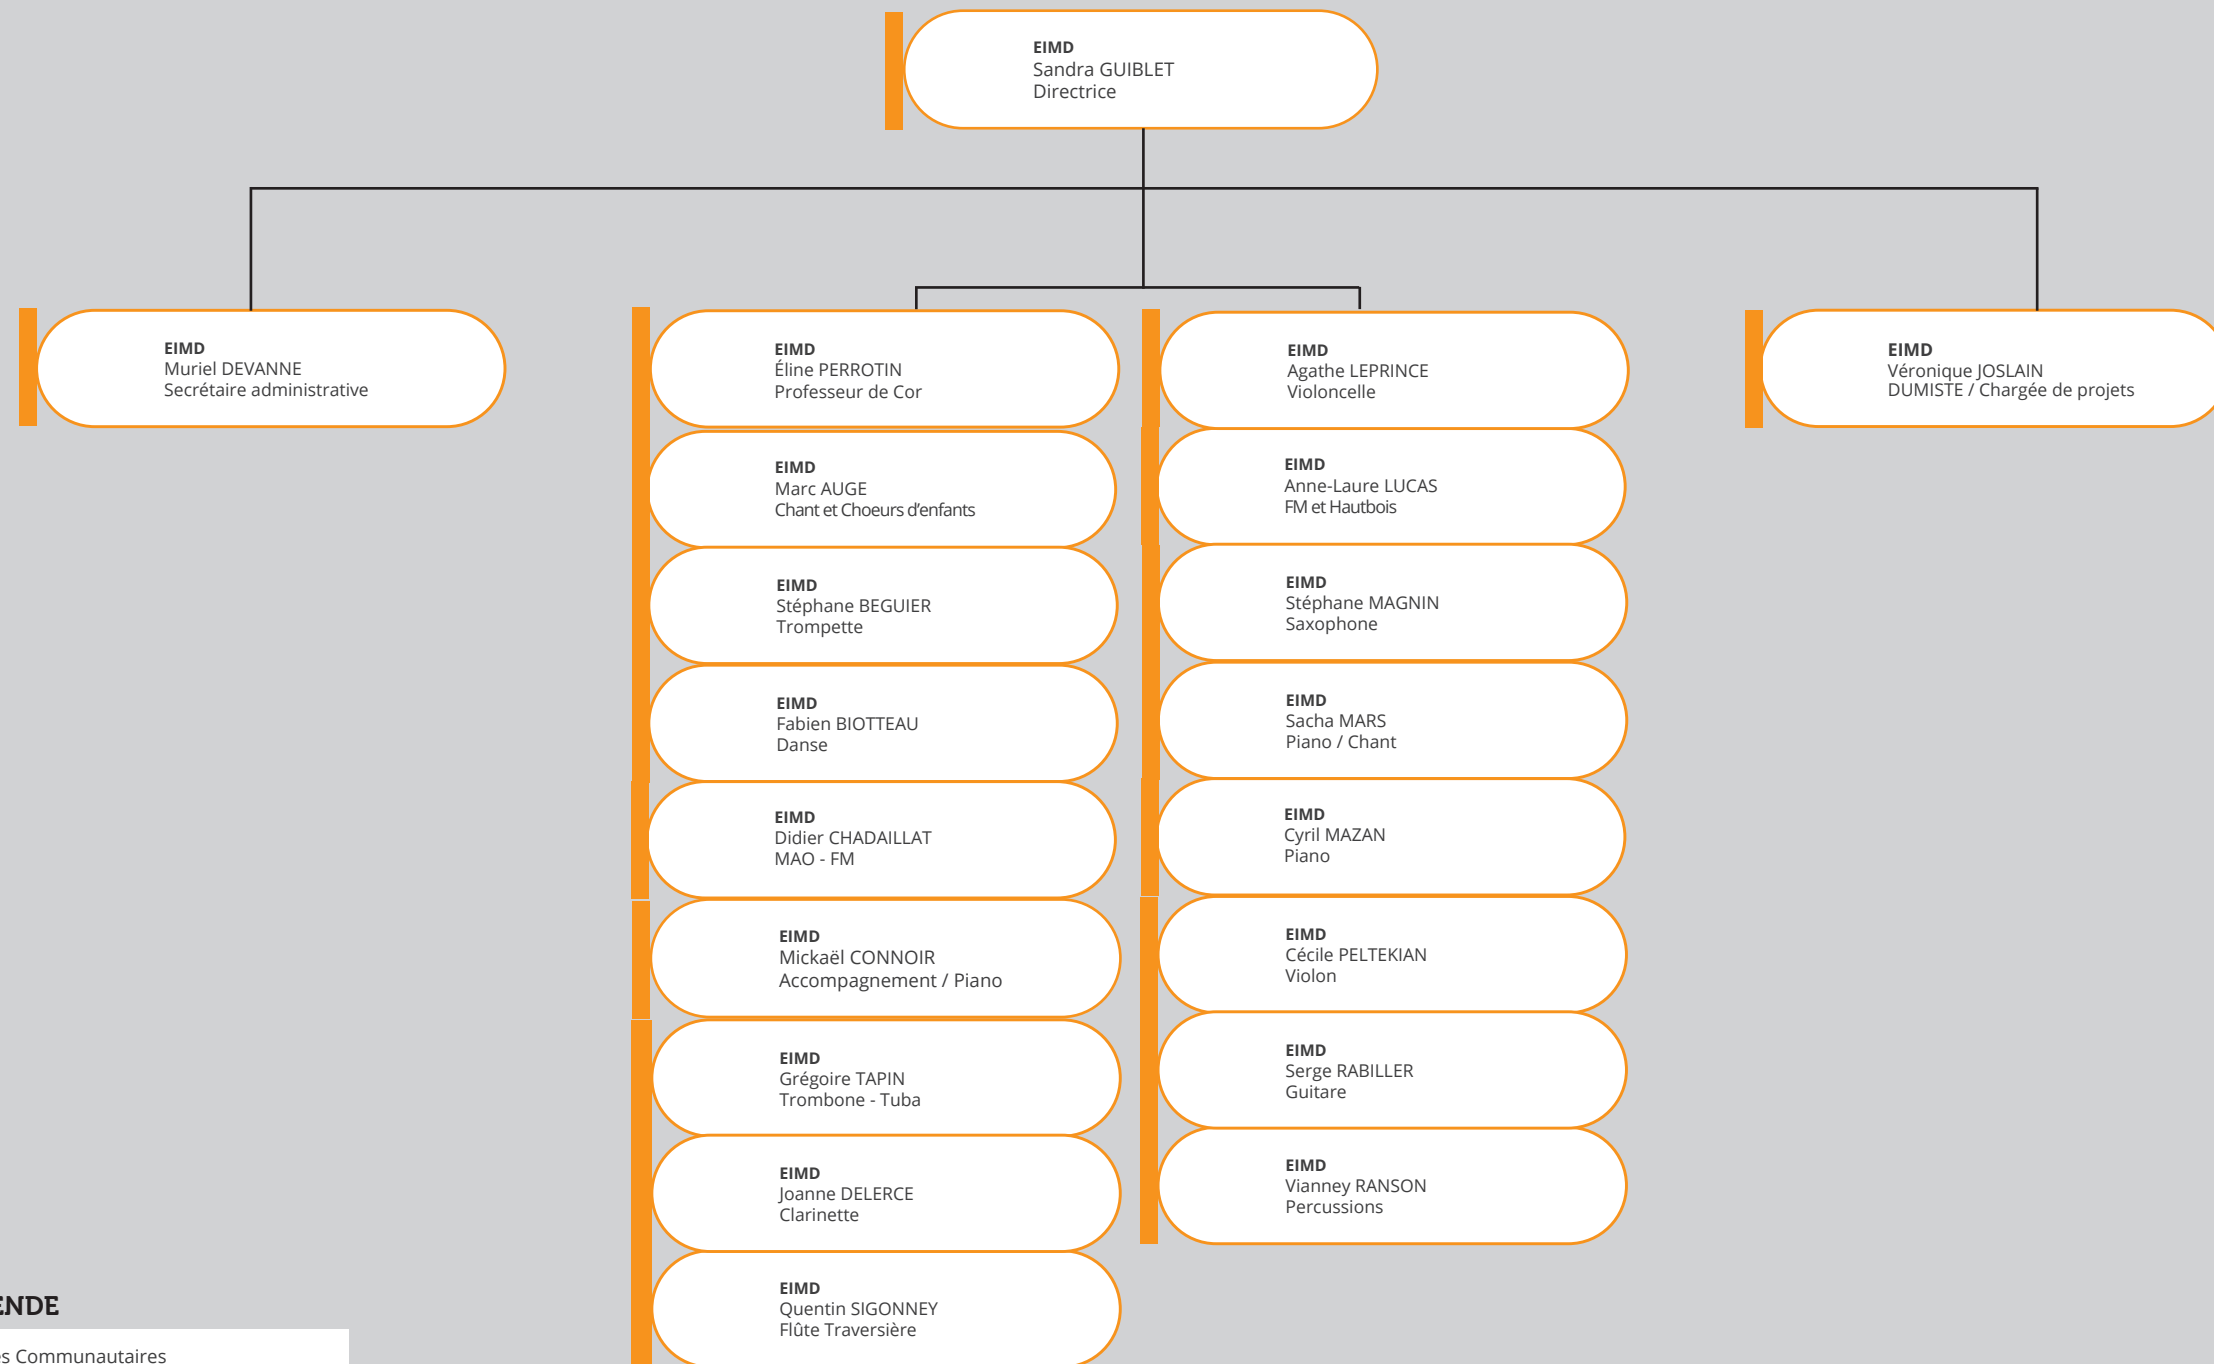 EIMD
Sandra GUIBLET
Directrice
EIMD
Muriel DEVANNE
Secrétaire administrative
EIMD
Éline PERROTIN
Professeur de Cor
EIMD
Marc AUGE
Chant et Choeurs d'enfants
EIMD
Stéphane BEGUIER
Trompette
EIMD
Fabien BIOTTEAU
Danse
EIMD
Didier CHADAILLAT
MAO - FM
EIMD
Mickaël CONNOIR
Accompagnement / Piano
EIMD
Grégoire TAPIN
Trombone - Tuba
EIMD
Joanne DELERCE
Clarinette
EIMD
Quentin SIGONNEY
Flûte Traversière
EIMD
Agathe LEPRINCE
Violoncelle
EIMD
Anne-Laure LUCAS
FM et Hautbois
EIMD
Stéphane MAGNIN
Saxophone
EIMD
Sacha MARS
Piano / Chant
EIMD
Cyril MAZAN
Piano
EIMD
Cécile PELTEKIAN
Violon
EIMD
Serge RABILLER
Guitare
EIMD
Vianney RANSON
Percussions
EIMD
Véronique JOSLAIN
DUMISTE / Chargée de projets
Communautaires